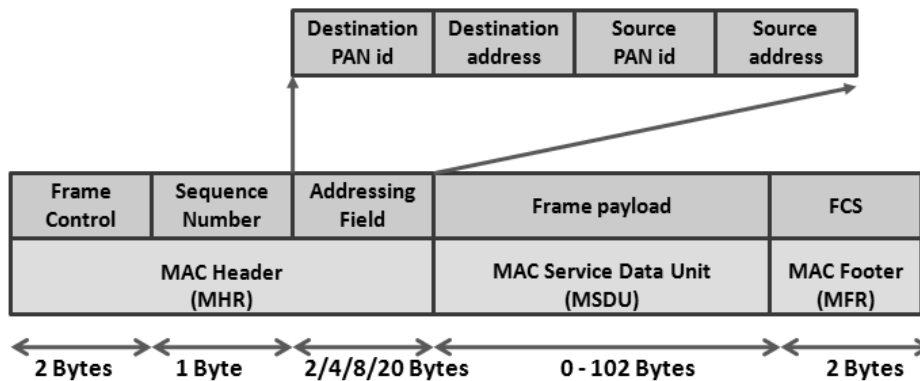 Destination PAN id
Destination address
Source PAN id
Source address
Frame Control
Sequence Number
Addressing Field
Frame payload
FCS
MAC Header (MHR)
MAC Service Data Unit (MSDU)
MAC Footer (MFR)
2 Bytes
1 Byte
2/4/8/20 Bytes
0 - 102 Bytes
2 Bytes